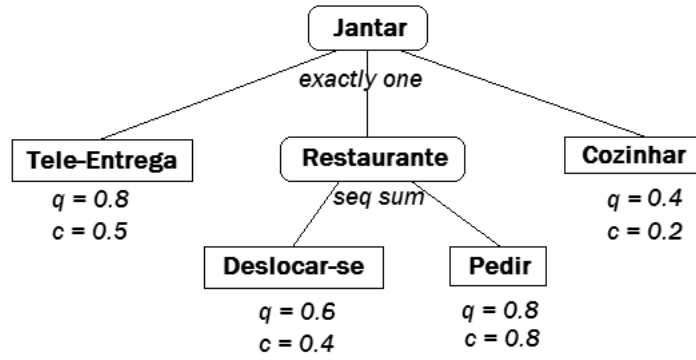 Jantar
exactly one
Tele-Entrega
q = 0.8
c = 0.5
Restaurante
seq sum
Cozinhar
q = 0.4
c = 0.2
Deslocar-se
q = 0.6
c = 0.4
Pedir
q = 0.8
c = 0.8